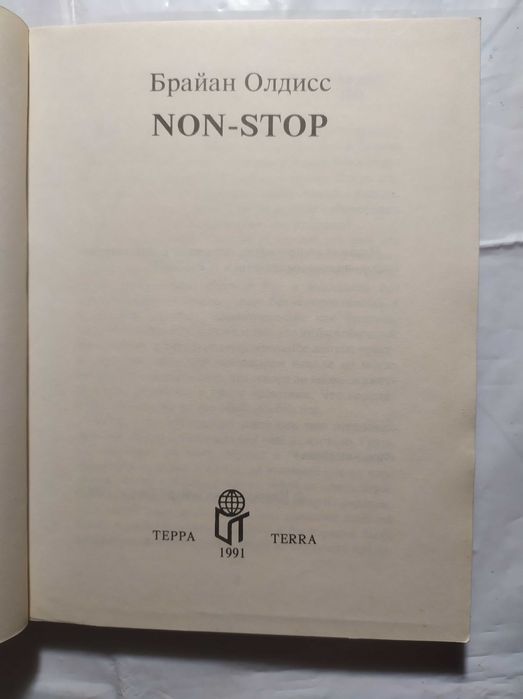 Брайан Олдисс
NON-STOP
ТЕРРА TERRA
1991